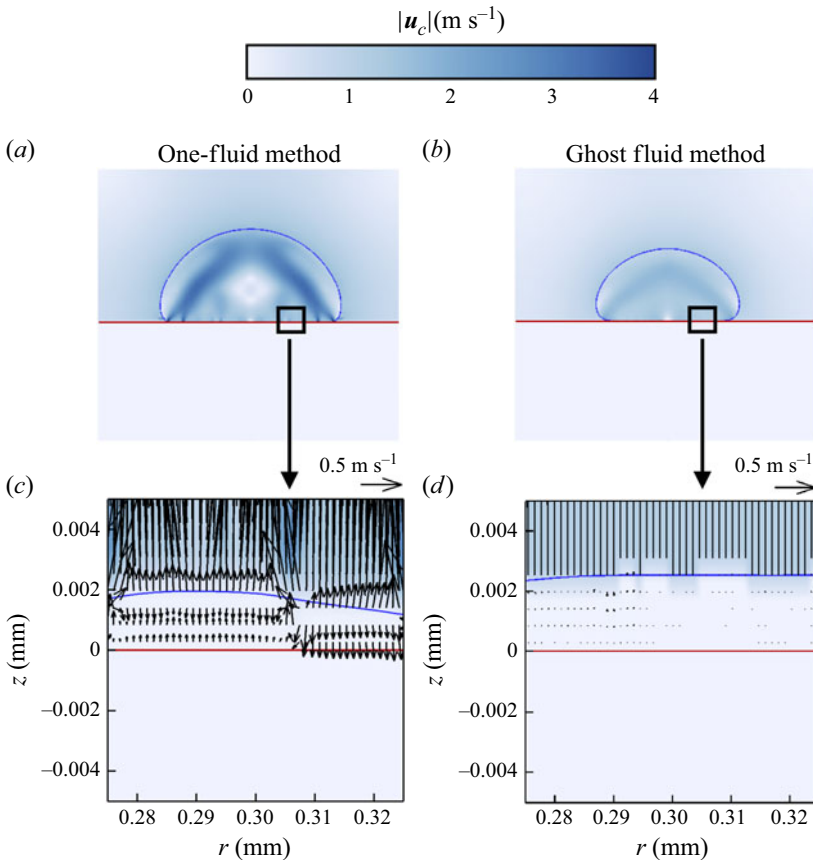 |u_c|(m s⁻¹)
0 1 2 3 4
(a) One-fluid method (b) Ghost fluid method
0.5 m s⁻¹ 0.5 m s⁻¹
(c) (d)
0.004 0.004
0.002 0.002
0 0
z (mm) z (mm)
−0.002 −0.002
−0.004 −0.004
0.28 0.29 0.30 0.31 0.32 0.28 0.29 0.30 0.31 0.32
r (mm) r (mm)